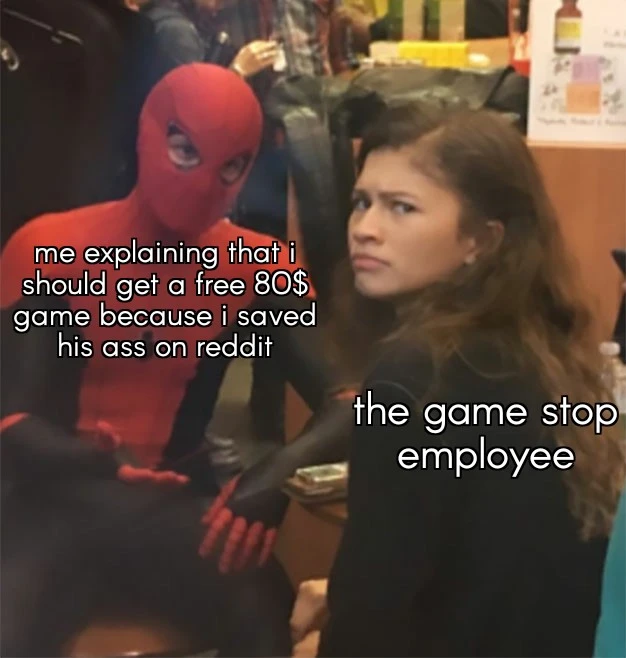 me explaining that i
should get a free 80$
game because i saved
his ass on reddit
the game stop
employee